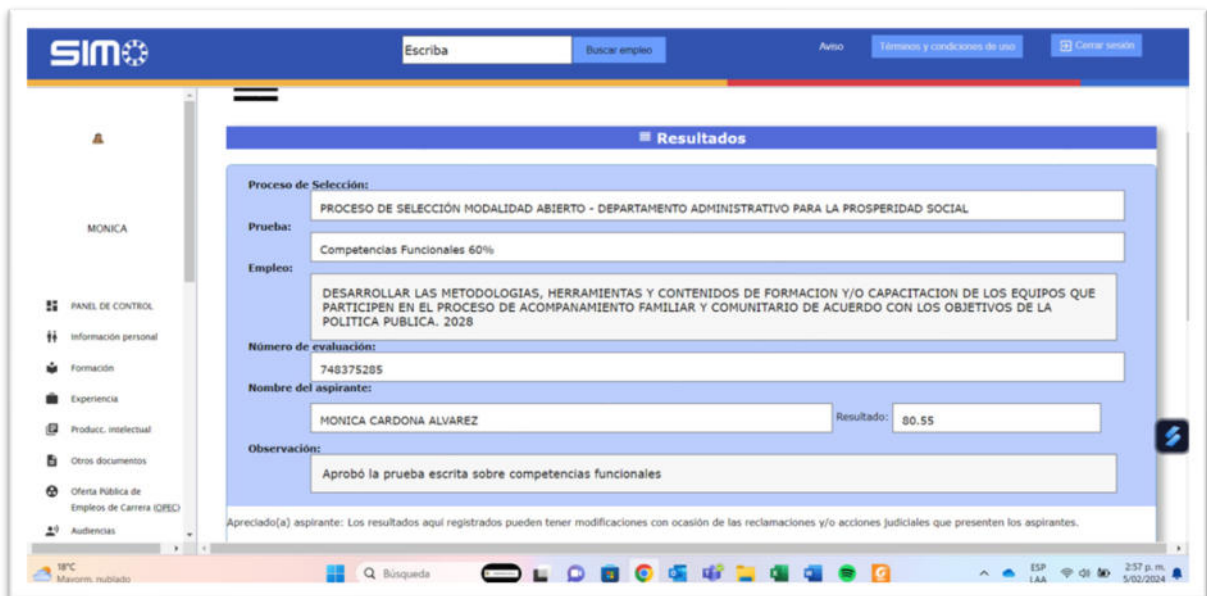 SIMO
Escriba
Buscar empleo
Aviso
Términos y condiciones de uso
Cerrar sesión
Resultados
MONICA
PANEL DE CONTROL
Información personal
Formación
Experiencia
Producc. intelectual
Otros documentos
Oferta Pública de
Empleos de Carrera (OPEC)
Audiencias
Proceso de Selección:
PROCESO DE SELECCIÓN MODALIDAD ABIERTO - DEPARTAMENTO ADMINISTRATIVO PARA LA PROSPERIDAD SOCIAL
Prueba:
Competencias Funcionales 60%
Empleo:
DESARROLLAR LAS METODOLOGIAS, HERRAMIENTAS Y CONTENIDOS DE FORMACION Y/O CAPACITACION DE LOS EQUIPOS QUE
PARTICIPEN EN EL PROCESO DE ACOMPANAMIENTO FAMILIAR Y COMUNITARIO DE ACUERDO CON LOS OBJETIVOS DE LA
POLITICA PUBLICA. 2028
Número de evaluación:
748375285
Nombre del aspirante:
MONICA CARDONA ALVAREZ
Resultado:
80.55
Observación:
Aprobó la prueba escrita sobre competencias funcionales
Apreciado(a) aspirante: Los resultados aquí registrados pueden tener modificaciones con ocasión de las reclamaciones y/o acciones judiciales que presenten los aspirantes.
18°C
Mayorm. nublado
Búsqueda
ESP
LAA
2:57 p. m.
5/02/2024